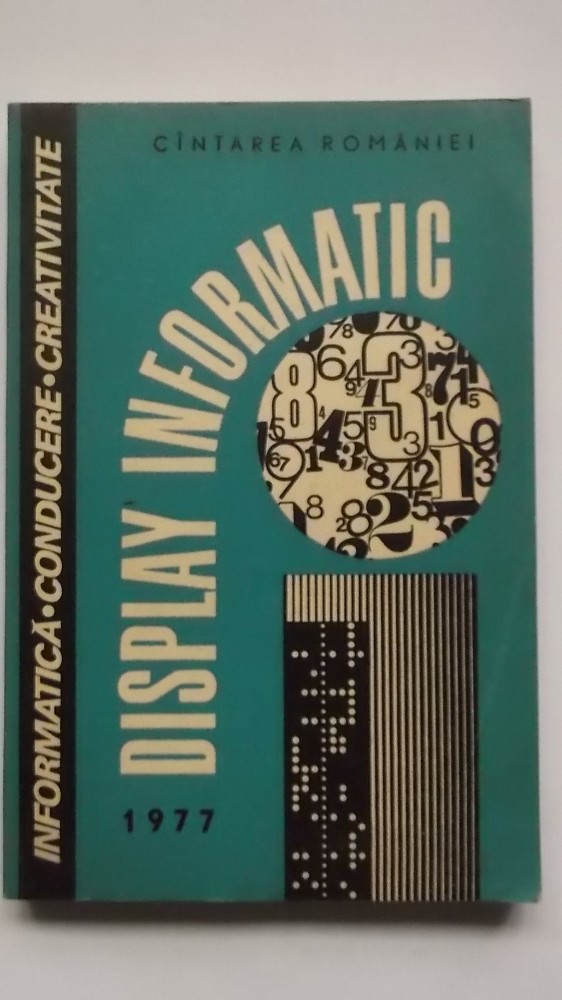 CÎNTAREA ROMÂNIEI
INFORMATICĂ•CONDUCERE•CREATIVITATE
DISPLAY INFORMATIC
1977